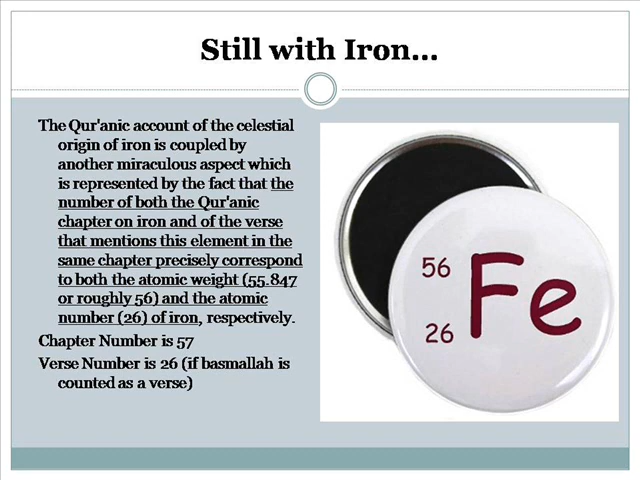 Still with Iron...
The Qur'anic account of the celestial
origin of iron is coupled by
another miraculous aspect which
is represented by the fact that the
number of both the Qur'anic
chapter on iron and of the verse
that mentions this element in the
same chapter precisely correspond
to both the atomic weight (55.847
or roughly 56) and the atomic
number (26) of iron, respectively.
Chapter Number is 57
Verse Number is 26 (if basmallah is
counted as a verse)
56
Fe
26